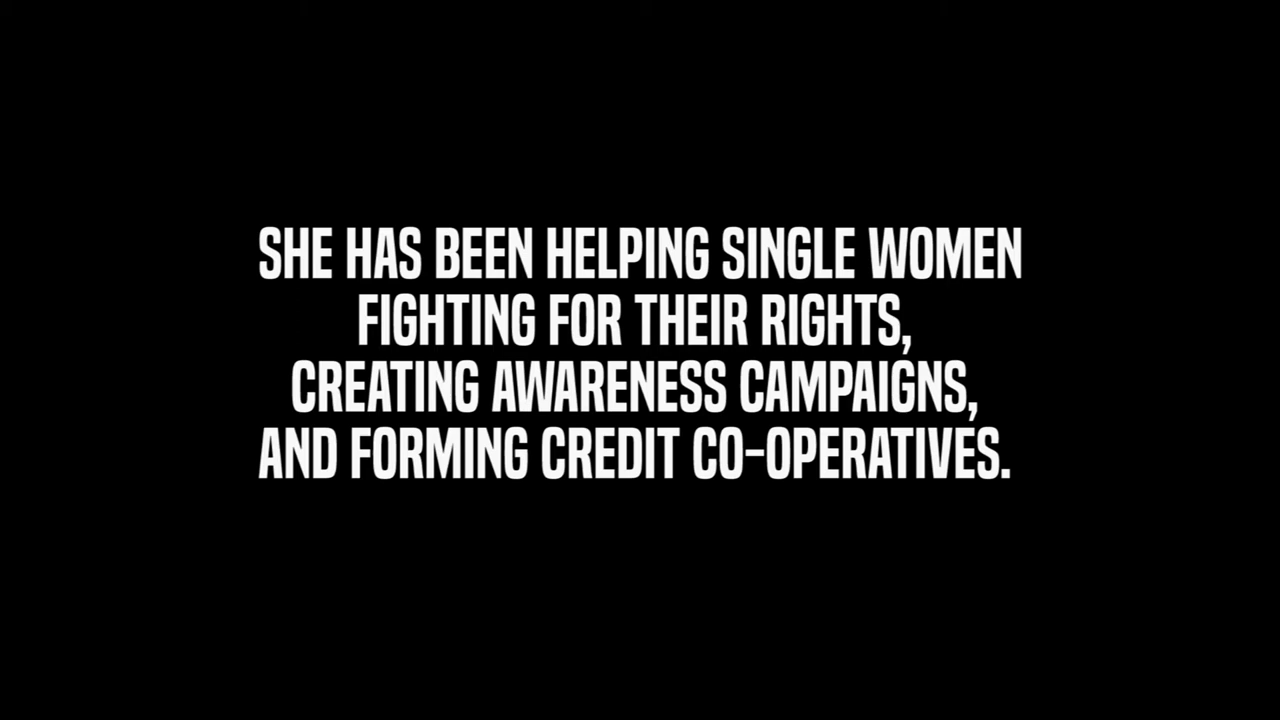 SHE HAS BEEN HELPING SINGLE WOMEN
FIGHTING FOR THEIR RIGHTS,
CREATING AWARENESS CAMPAIGNS,
AND FORMING CREDIT CO-OPERATIVES.